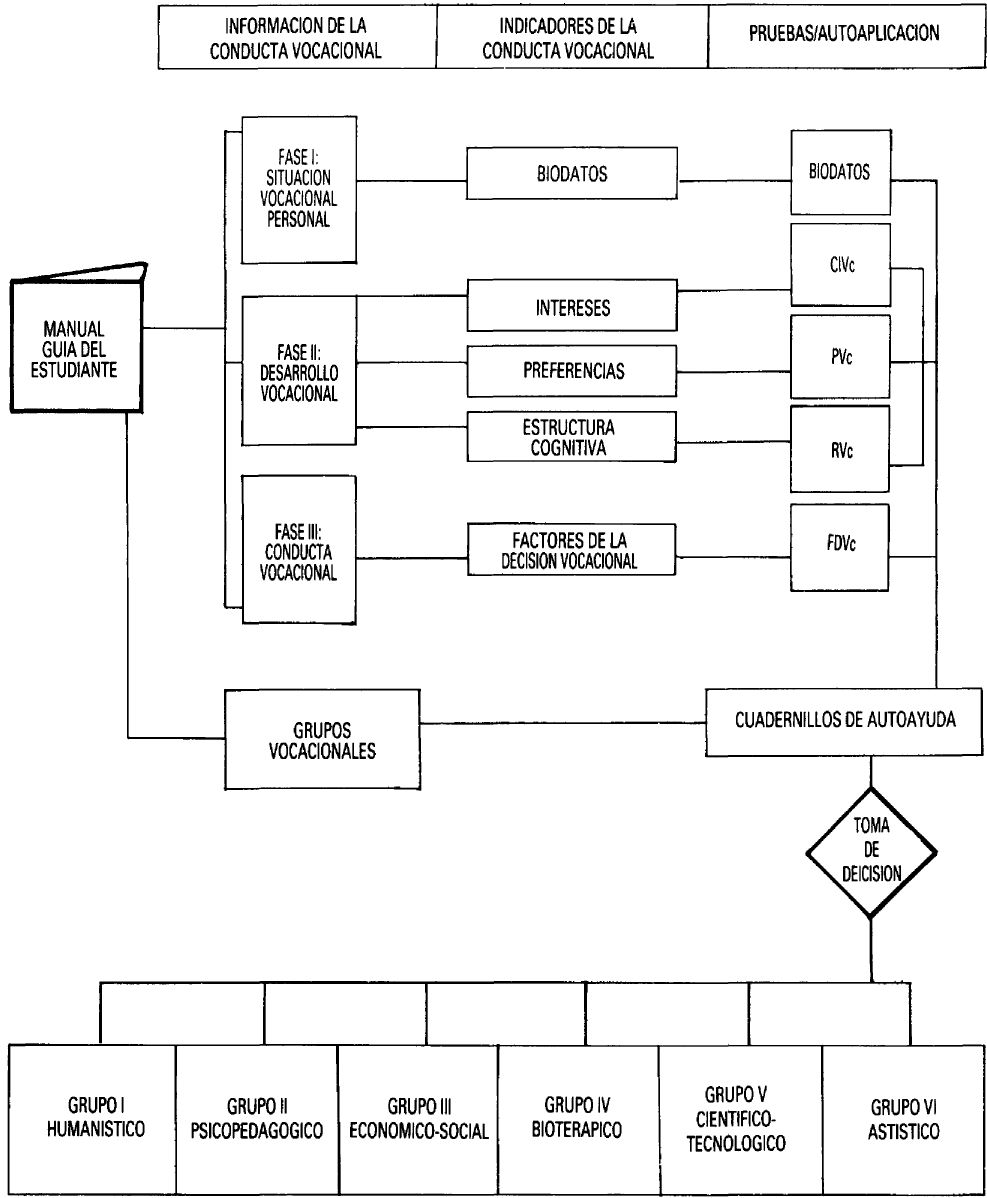 INFORMACION DE LA
CONDUCTA VOCACIONAL
INDICADORES DE LA
CONDUCTA VOCACIONAL
PRUEBAS/AUTOAPLICACION
MANUAL
GUIA DEL
ESTUDIANTE
FASE I:
SITUACION
VOCACIONAL
PERSONAL
BIODATOS
BIODATOS
FASE II:
DESARROLLO
VOCACIONAL
INTERESES
CIVc
PREFERENCIAS
PVc
ESTRUCTURA
COGNITIVA
RVc
FASE III:
CONDUCTA
VOCACIONAL
FACTORES DE LA
DECISION VOCACIONAL
FDVc
GRUPOS
VOCACIONALES
CUADERNILLOS DE AUTOAYUDA
TOMA
DE
DEICISION
GRUPO I
HUMANISTICO
GRUPO II
PSICOPEDAGOGICO
GRUPO III
ECONOMICO-SOCIAL
GRUPO IV
BIOTERAPICO
GRUPO V
CIENTIFICO-
TECNOLOGICO
GRUPO VI
ASTISTICO